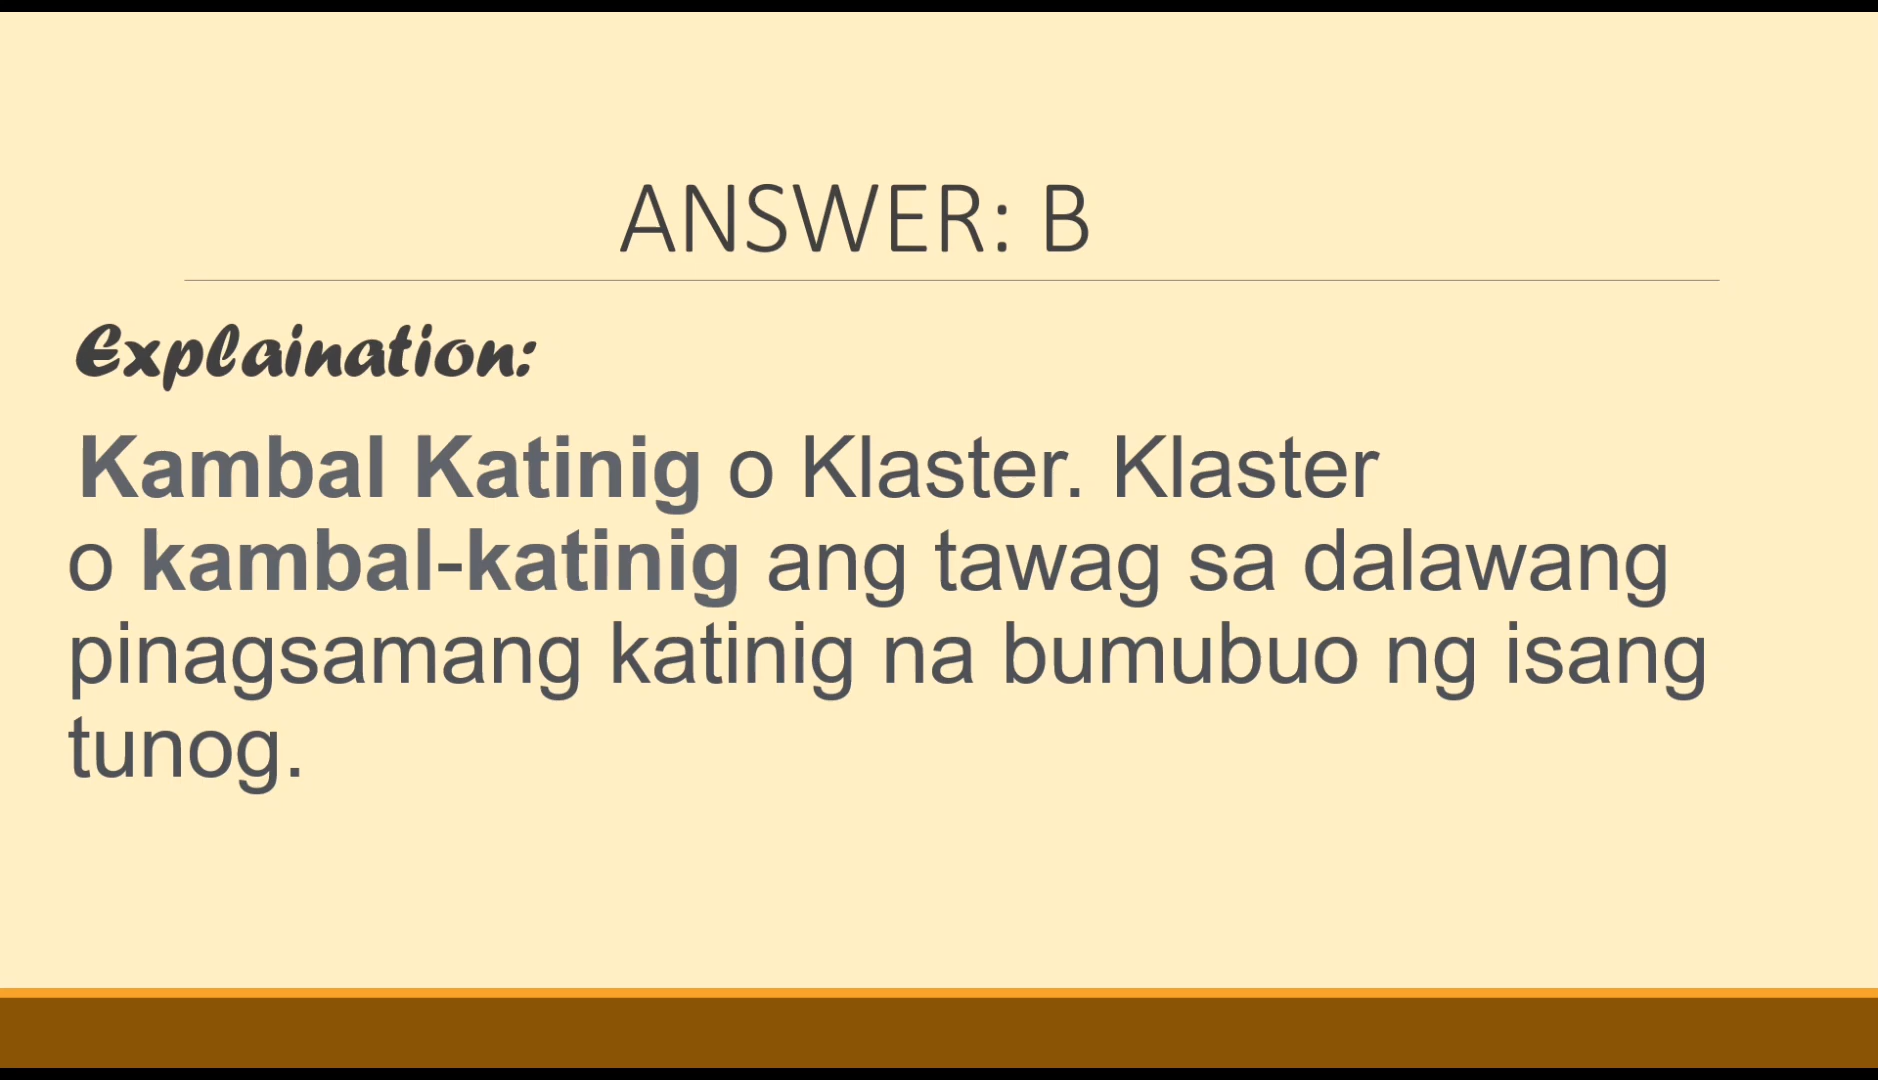 ANSWER: B
Explaination:
Kambal Katinig o Klaster. Klaster
o kambal-katinig ang tawag sa dalawang
pinagsamang katinig na bumubuo ng isang
tunog.